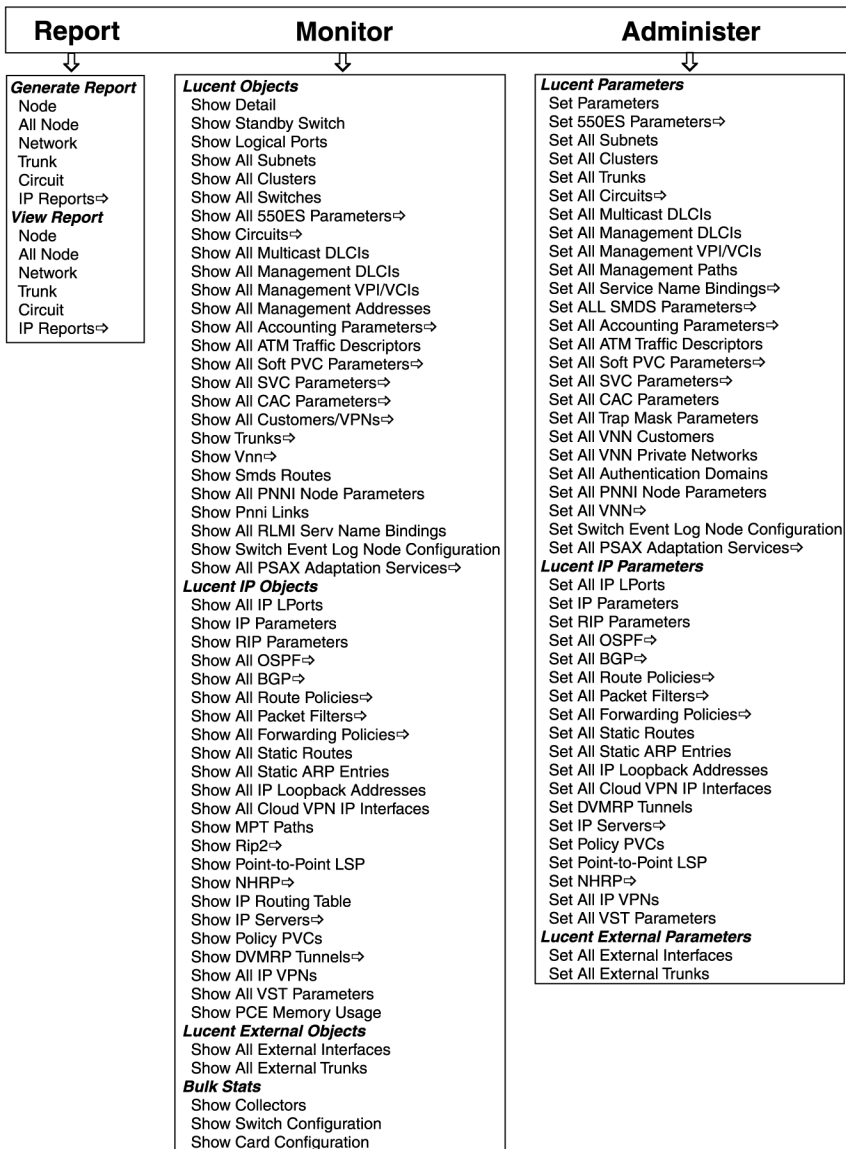 Report
Monitor
Administer
Generate Report
Node
All Node
Network
Trunk
Circuit
IP Reports⇨
View Report
Node
All Node
Network
Trunk
Circuit
IP Reports⇨
Lucent Objects
Show Detail
Show Standby Switch
Show Logical Ports
Show All Subnets
Show All Clusters
Show All Switches
Show All 550ES Parameters⇨
Show Circuits⇨
Show All Multicast DLCIs
Show All Management DLCIs
Show All Management VPI/VCIs
Show All Management Addresses
Show All Accounting Parameters⇨
Show All ATM Traffic Descriptors
Show All Soft PVC Parameters⇨
Show All SVC Parameters⇨
Show All CAC Parameters⇨
Show All Customers/VPNs⇨
Show Trunks⇨
Show Vnn⇨
Show Smds Routes
Show All PNNI Node Parameters
Show Pnni Links
Show All RLMI Serv Name Bindings
Show Switch Event Log Node Configuration
Show All PSAX Adaptation Services⇨
Lucent IP Objects
Show All IP LPorts
Show IP Parameters
Show RIP Parameters
Show All OSPF⇨
Show All BGP⇨
Show All Route Policies⇨
Show All Packet Filters⇨
Show All Forwarding Policies⇨
Show All Static Routes
Show All Static ARP Entries
Show All IP Loopback Addresses
Show All Cloud VPN IP Interfaces
Show MPT Paths
Show Rip2⇨
Show Point-to-Point LSP
Show NHRP⇨
Show IP Routing Table
Show IP Servers⇨
Show Policy PVCs
Show DVMRP Tunnels⇨
Show All IP VPNs
Show All VST Parameters
Show PCE Memory Usage
Lucent External Objects
Show All External Interfaces
Show All External Trunks
Bulk Stats
Show Collectors
Show Switch Configuration
Show Card Configuration
Lucent Parameters
Set Parameters
Set 550ES Parameters⇨
Set All Subnets
Set All Clusters
Set All Trunks
Set All Circuits⇨
Set All Multicast DLCIs
Set All Management DLCIs
Set All Management VPI/VCIs
Set All Management Paths
Set All Service Name Bindings⇨
Set ALL SMDS Parameters⇨
Set All Accounting Parameters⇨
Set All ATM Traffic Descriptors
Set All Soft PVC Parameters⇨
Set All SVC Parameters⇨
Set All CAC Parameters
Set All Trap Mask Parameters
Set All VNN Customers
Set All VNN Private Networks
Set All Authentication Domains
Set All PNNI Node Parameters
Set All VNN⇨
Set Switch Event Log Node Configuration
Set All PSAX Adaptation Services⇨
Lucent IP Parameters
Set All IP LPorts
Set IP Parameters
Set RIP Parameters
Set All OSPF⇨
Set All BGP⇨
Set All Route Policies⇨
Set All Packet Filters⇨
Set All Forwarding Policies⇨
Set All Static Routes
Set All Static ARP Entries
Set All IP Loopback Addresses
Set All Cloud VPN IP Interfaces
Set DVMRP Tunnels
Set IP Servers⇨
Set Policy PVCs
Set Point-to-Point LSP
Set NHRP⇨
Set All IP VPNs
Set All VST Parameters
Lucent External Parameters
Set All External Interfaces
Set All External Trunks